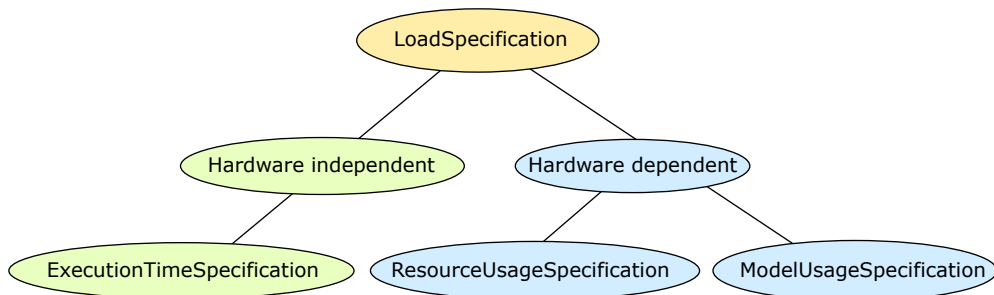 LoadSpecification
Hardware independent
Hardware dependent
ExecutionTimeSpecification
ResourceUsageSpecification
ModelUsageSpecification